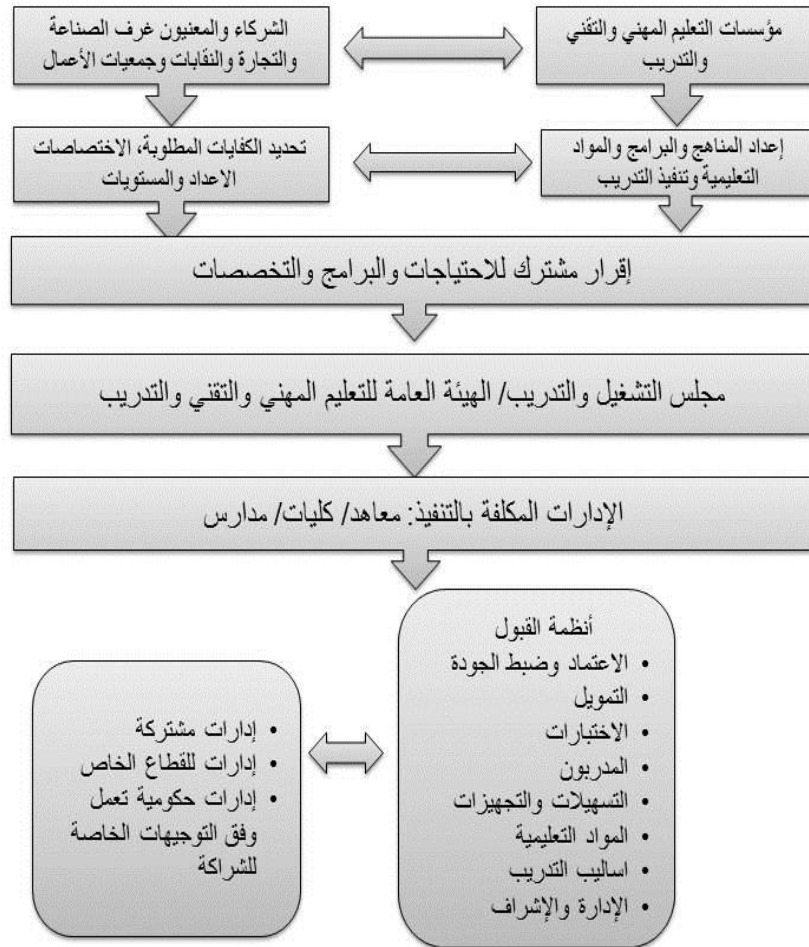 مؤسسات التعليم المهني والتقني
والتدريب
الشركاء والمعنيون غرف الصناعة
والتجارة والنقابات وجمعيات الأعمال
إعداد المناهج والبرامج والمواد
التعليمية وتنفيذ التدريب
تحديد الكفايات المطلوبة، الاختصاصات
الاعداد والمستويات
إقرار مشترك للاحتياجات والبرامج والتخصصات
مجلس التشغيل والتدريب/ الهيئة العامة للتعليم المهني والتقني والتدريب
الإدارات المكلفة بالتنفيذ: معاهد/ كليات/ مدارس
أنظمة القبول
• الاعتماد وضبط الجودة
• التمويل
• الاختبارات
• المدربون
• التسهيلات والتجهيزات
• المواد التعليمية
• اساليب التدريب
• الإدارة والإشراف
• إدارات مشتركة
• إدارات للقطاع الخاص
• إدارات حكومية تعمل
وفق التوجيهات الخاصة
للشراكة